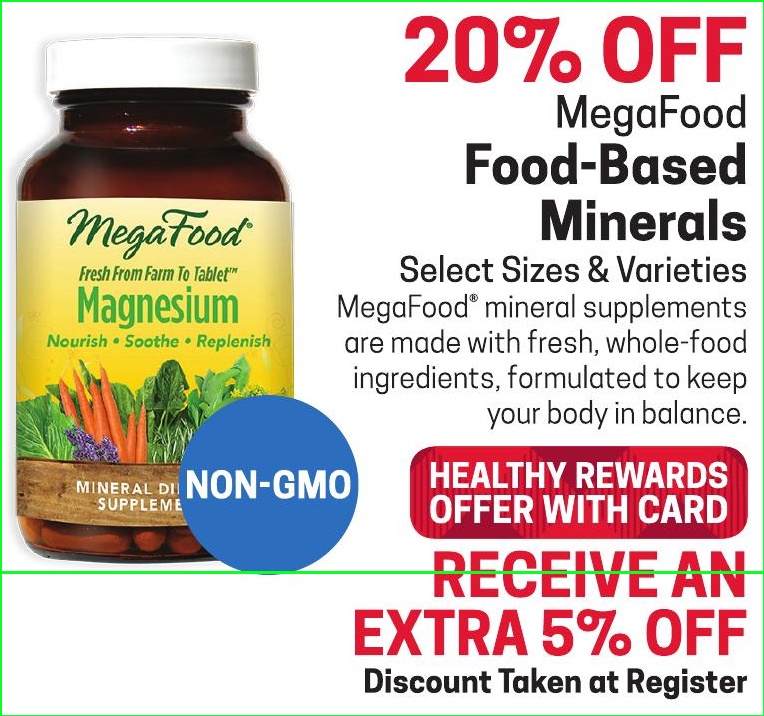 20% OFF
MegaFood
Food-Based
Minerals
Select Sizes & Varieties
MegaFood® mineral supplements
are made with fresh, whole-food
ingredients, formulated to keep
your body in balance.
HEALTHY REWARDS
OFFER WITH CARD
RECEIVE AN
EXTRA 5% OFF
Discount Taken at Register
MegaFood®
Fresh From Farm To Tablet™
Magnesium
Nourish • Soothe • Replenish
MINERAL
NON-GMO